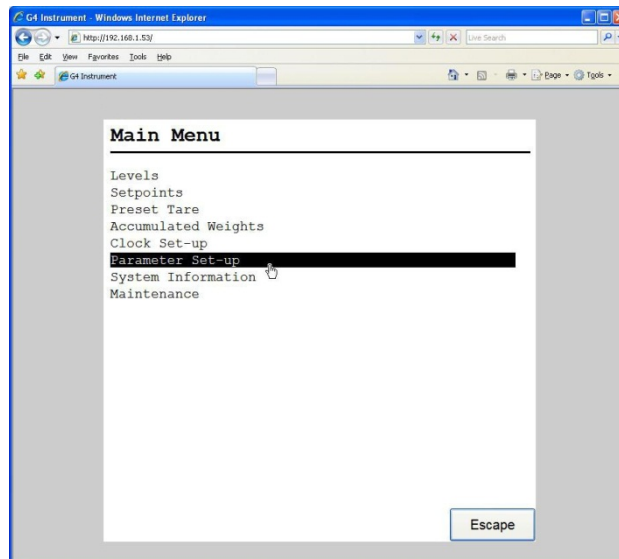 G4 Instrument - Windows Internet Explorer
http://192.168.1.53/
Live Search
File Edit View Favorites Tools Help
G4 Instrument
Page Tools
Main Menu
Levels
Setpoints
Preset Tare
Accumulated Weights
Clock Set-up
Parameter Set-up
System Information
Maintenance
Escape